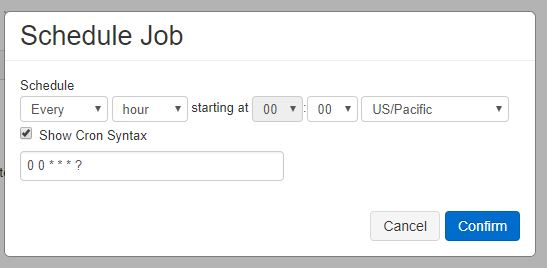 Schedule Job
Schedule
Every hour starting at 00 : 00 US/Pacific
Show Cron Syntax
0 0 * * * ?
Cancel Confirm